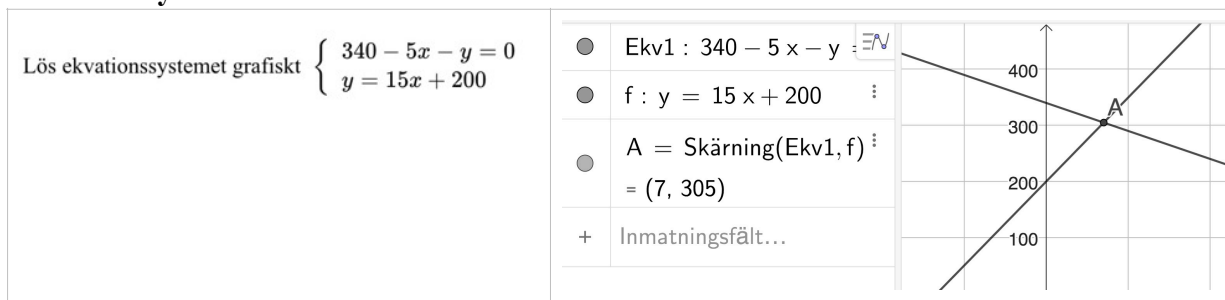 Lös ekvationssystemet grafiskt { 340 − 5x − y = 0
y = 15x + 200
Ekv1 : 340 − 5 x − y
f : y = 15 x + 200
A = Skärning(Ekv1, f)
= (7, 305)
+ Inmatningsfält…
400
300
200
100
A